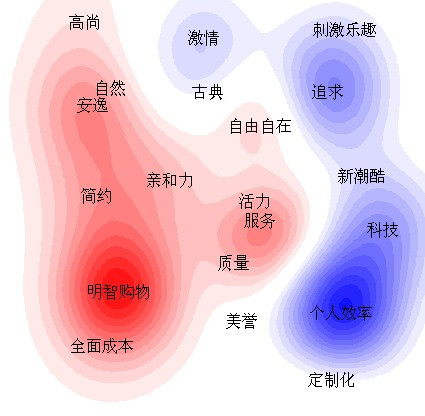 高尚
激情
刺激乐趣
自然
安逸
古典
追求
自由自在
亲和力
新潮酷
简约
活力
服务
科技
质量
明智购物
个人效率
美誉
全面成本
定制化